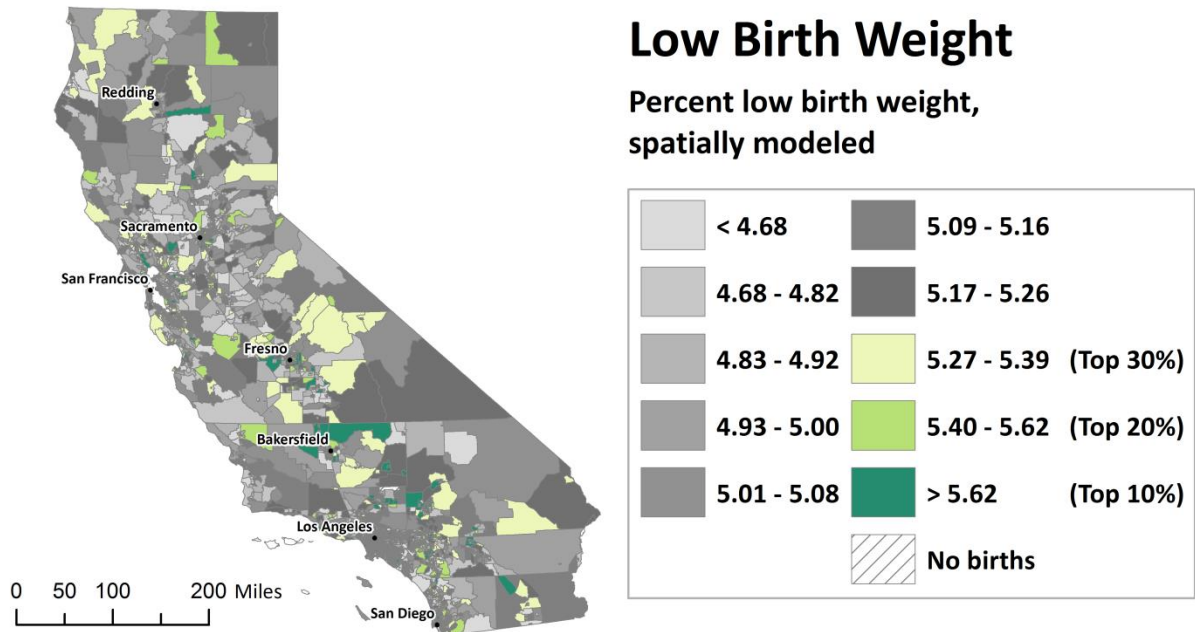 Redding
Sacramento
San Francisco
Fresno
Bakersfield
Los Angeles
San Diego
0 50 100 200 Miles
Low Birth Weight
Percent low birth weight,
spatially modeled
< 4.68
4.68 - 4.82
4.83 - 4.92
4.93 - 5.00
5.01 - 5.08
5.09 - 5.16
5.17 - 5.26
5.27 - 5.39 (Top 30%)
5.40 - 5.62 (Top 20%)
> 5.62 (Top 10%)
No births